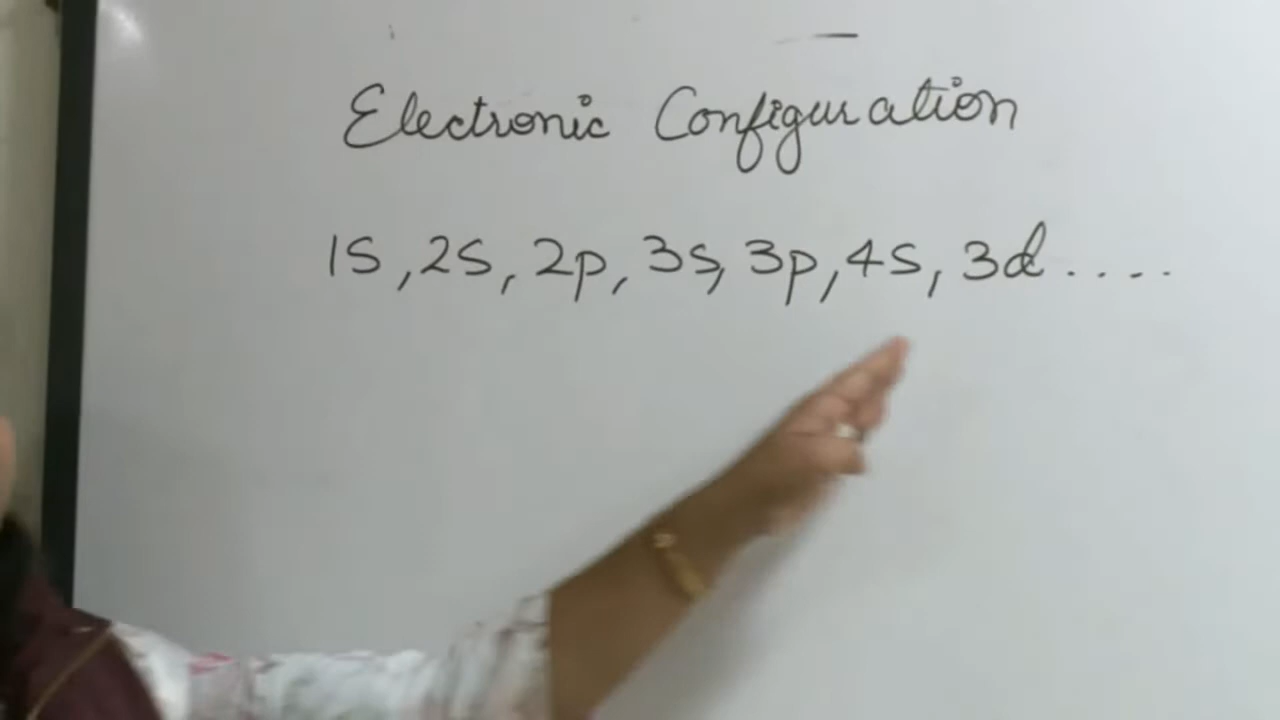 Electronic Configuration
1s, 2s, 2p, 3s, 3p, 4s, 3d....